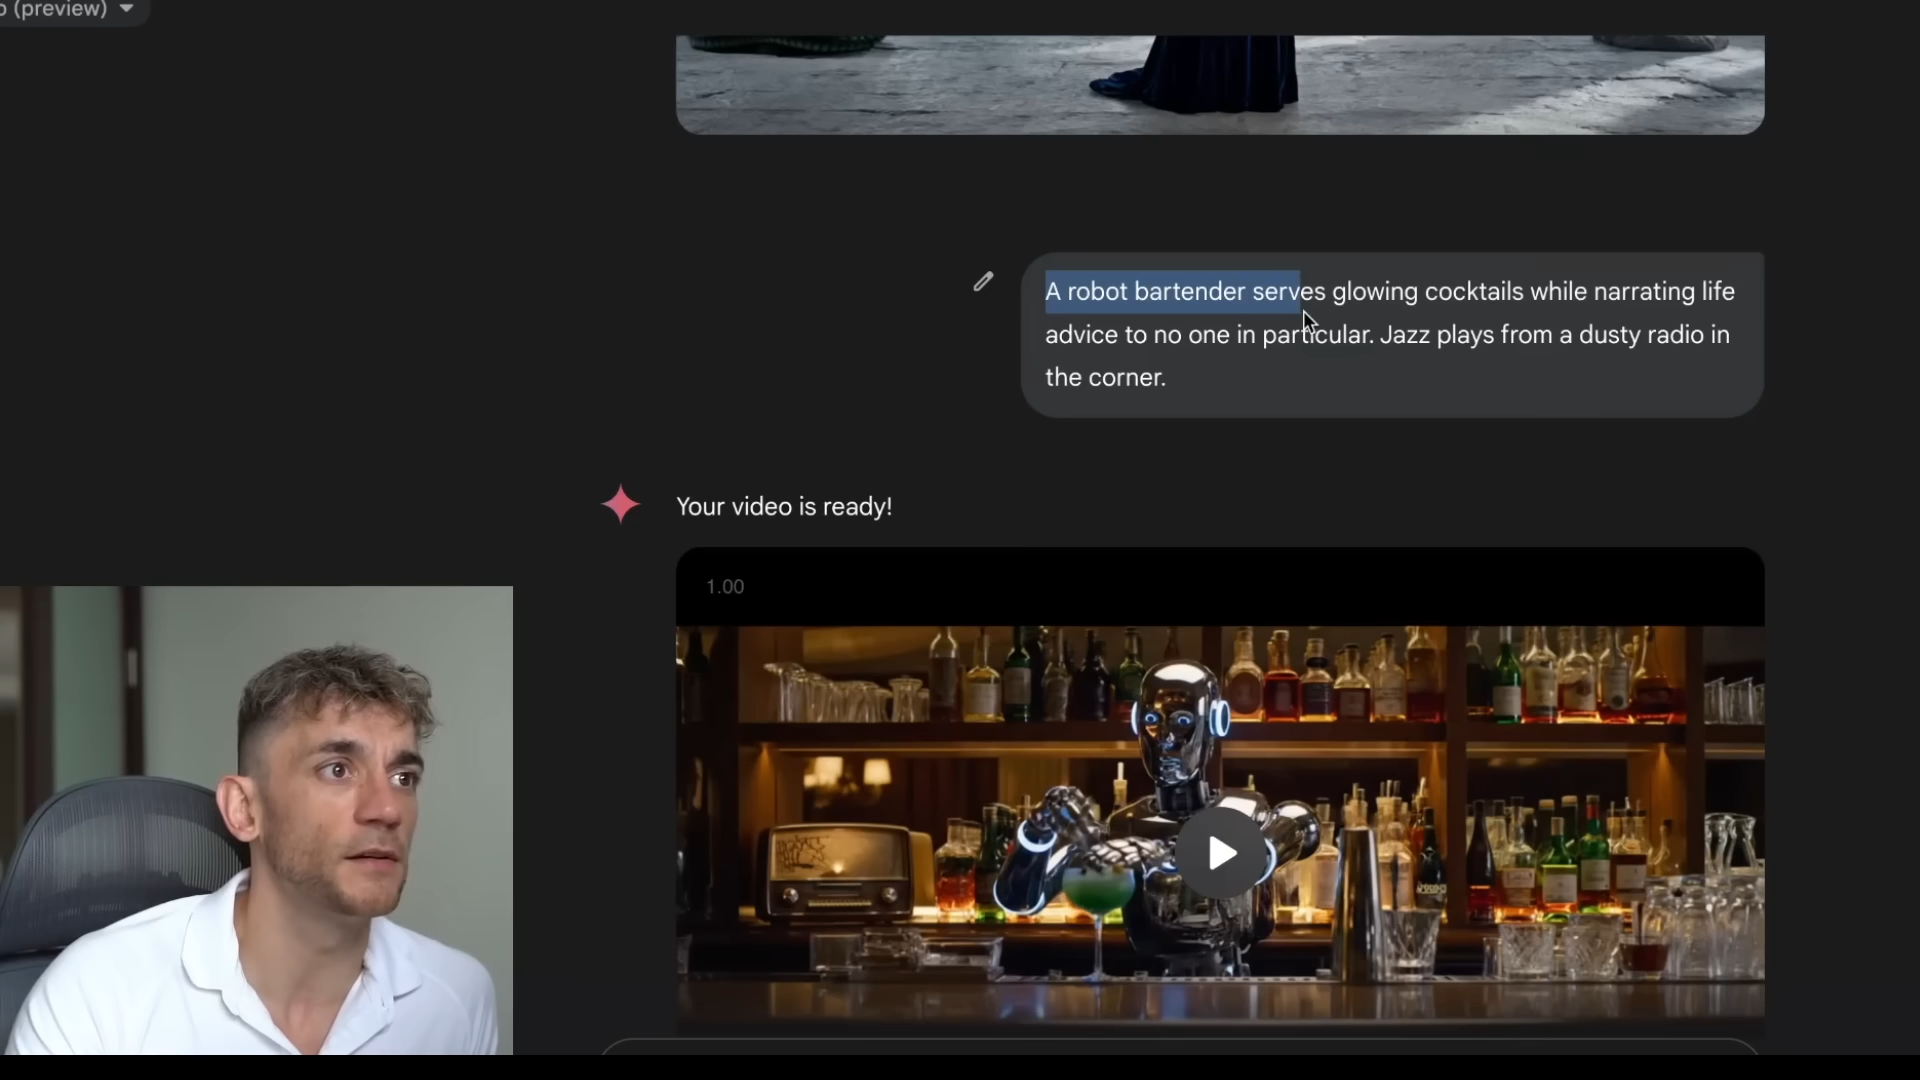 (preview)
A robot bartender serves glowing cocktails while narrating life
advice to no one in particular. Jazz plays from a dusty radio in
the corner.
Your video is ready!
1.00